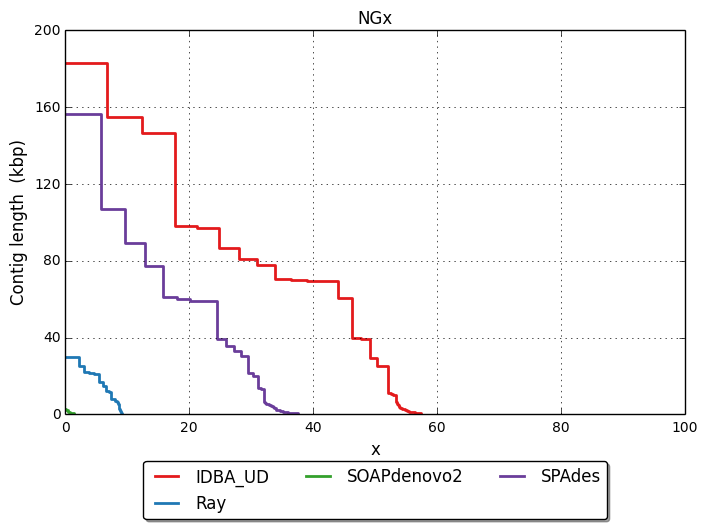 NGx
200
160
120
80
40
0
Contig length (kbp)
0 20 40 60 80 100
x
IDBA_UD SOAPdenovo2 SPAdes
Ray